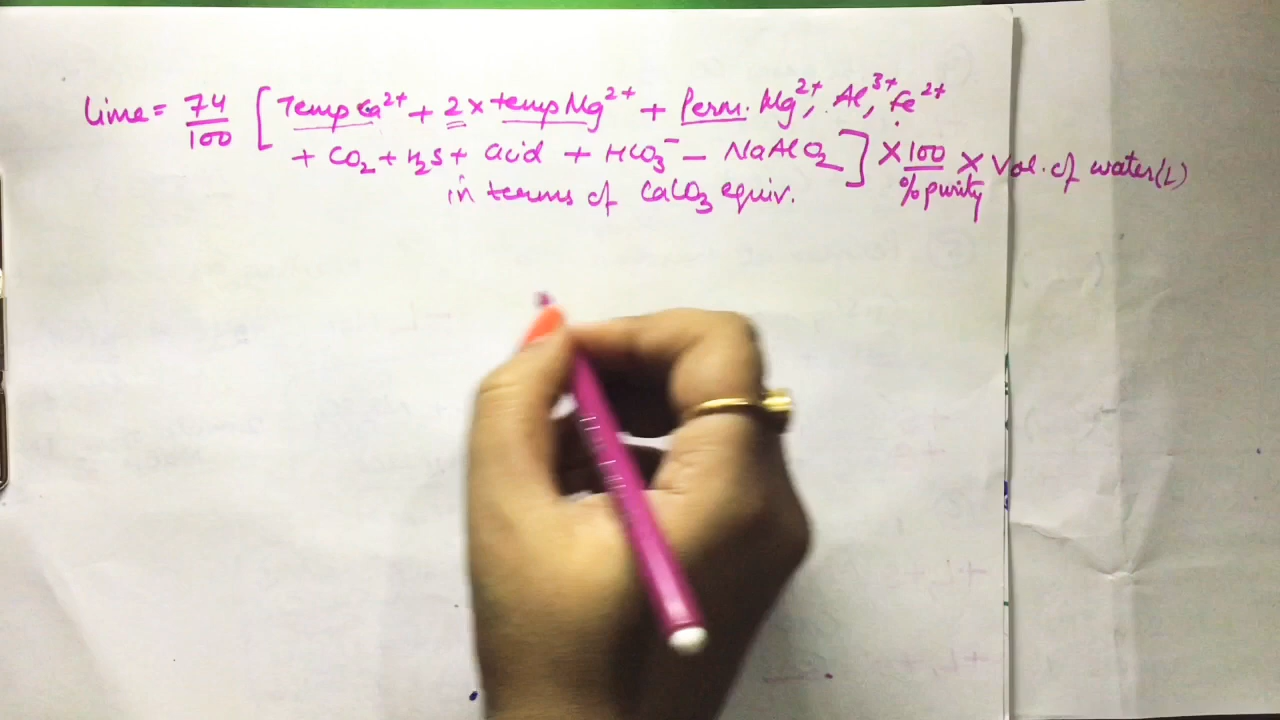 Lime = 74/100 [Temp Ca²⁺ + 2 × temp Mg²⁺ + Perm. Mg²⁺, Al³⁺, Fe²⁺
+ CO₂ + H₂S + acid + HCO₃⁻ - NaAlO₂] × 100/% purity × Vol. of water (L)
in terms of CaCO₃ equiv.